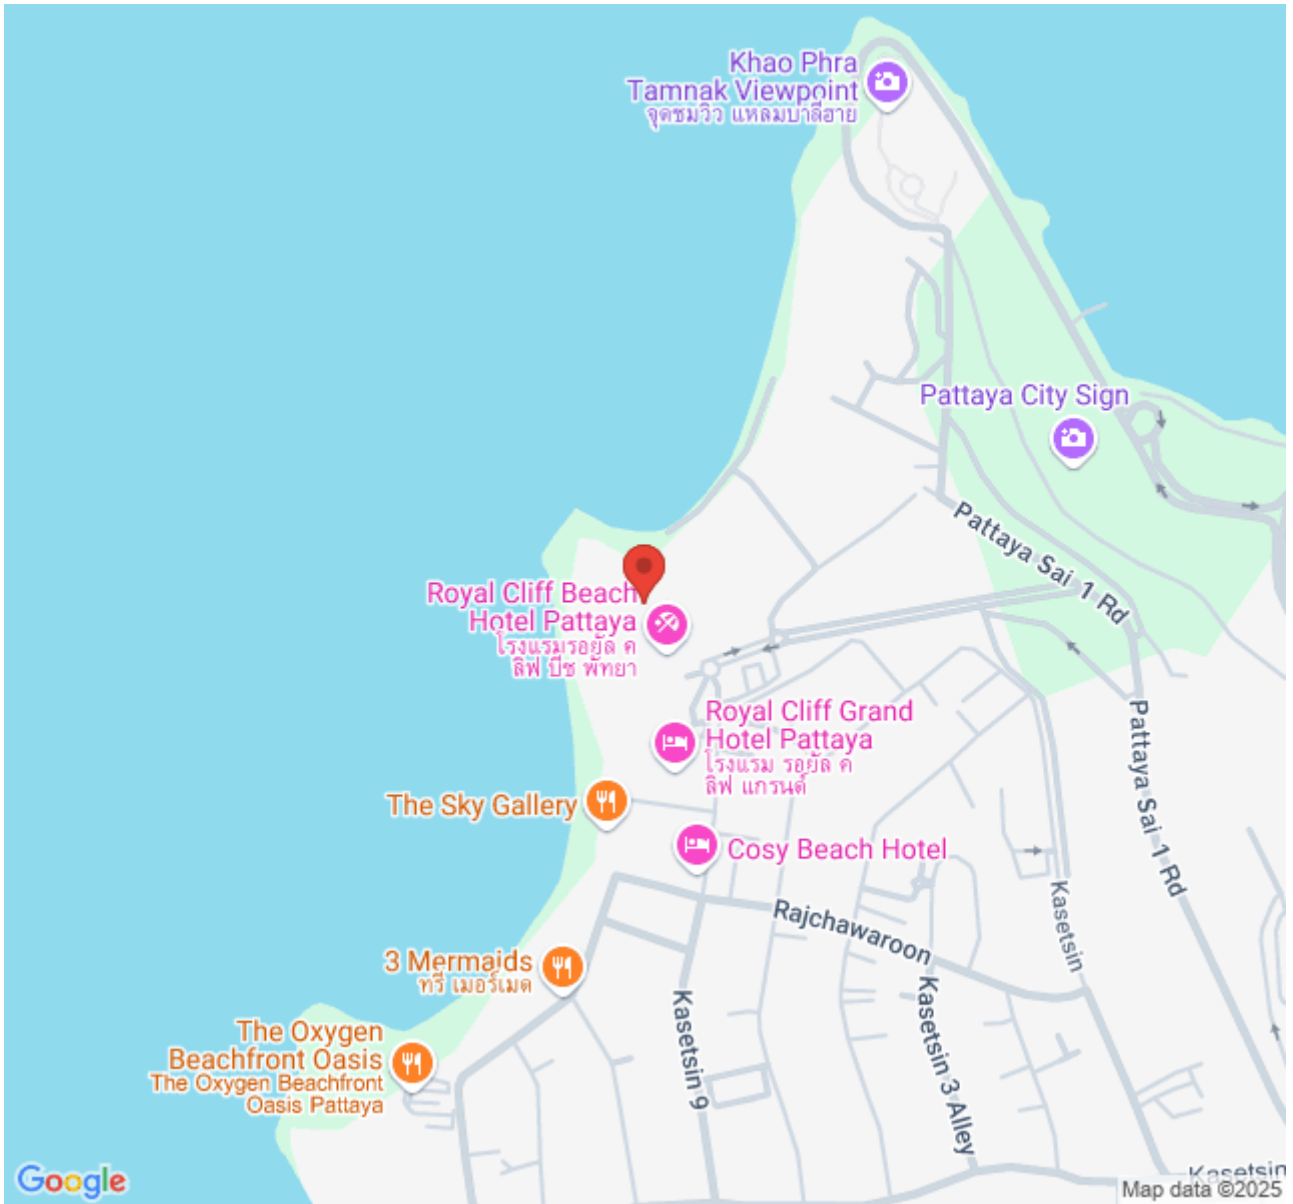 Khao Phra
Tamnak Viewpoint
จุดชมวิว แหลมบาลีฮาย
Pattaya City Sign
Pattaya Sai 1 Rd
Royal Cliff Beach
Hotel Pattaya
โรงแรมรอยัล ค
ลิฟ บีช พัทยา
Royal Cliff Grand
Hotel Pattaya
โรงแรม รอยัล ค
ลิฟ แกรนด์
Pattaya Sai 1 Rd
The Sky Gallery
Cosy Beach Hotel
Kasetsin
Rajchawaroon
3 Mermaids
ทรี เมอร์เมด
Kasetsin 9
Kasetsin 3 Alley
The Oxygen
Beachfront Oasis
The Oxygen Beachfront
Oasis Pattaya
Kasetsin
Google
Map data ©2025